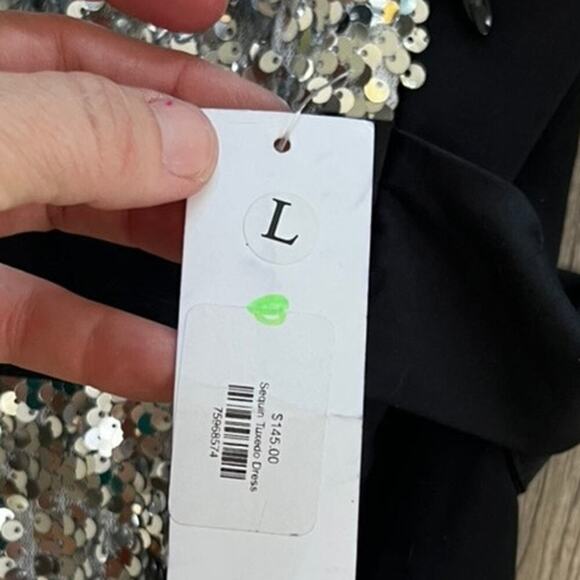 L
$145.00
Sequin Tuxedo Dress
75968574